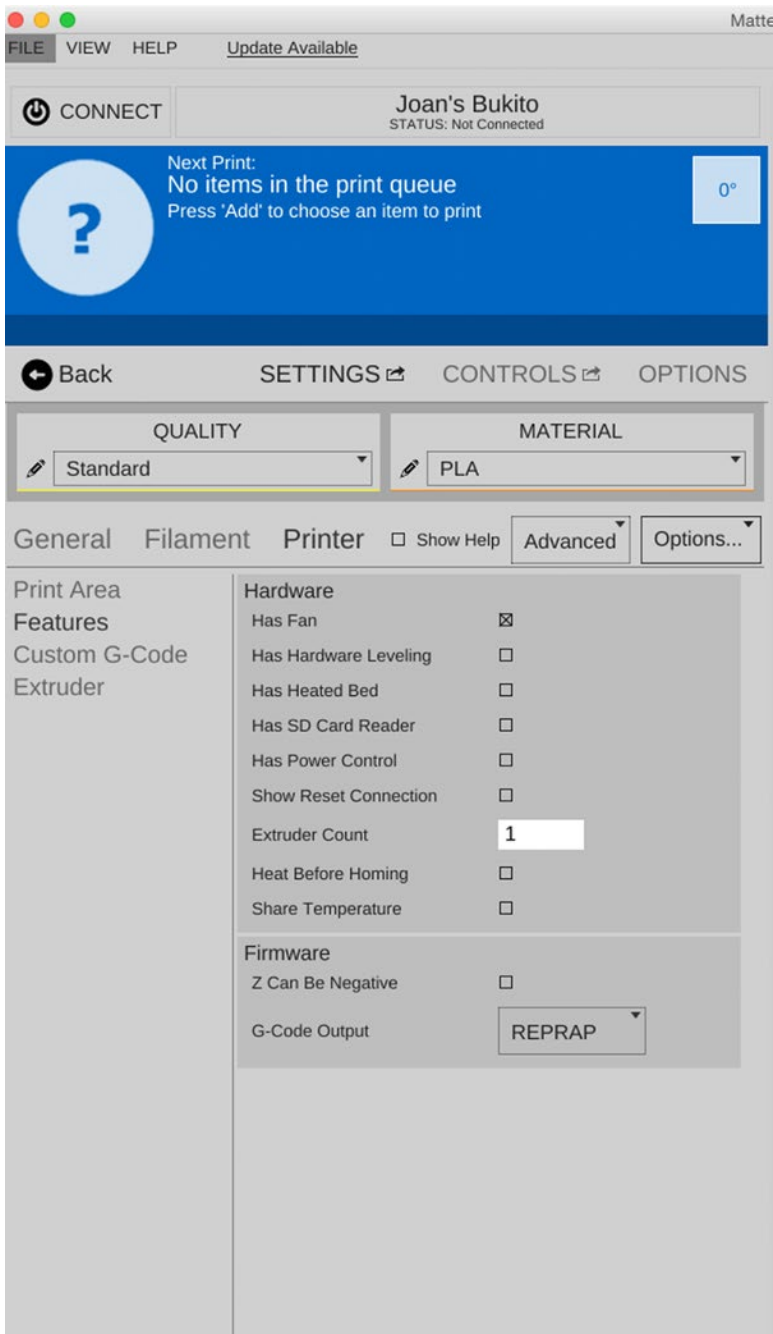 Matte
FILE VIEW HELP Update Available
CONNECT
Joan's Bukito
STATUS: Not Connected
Next Print:
No items in the print queue
Press 'Add' to choose an item to print
0°
?
Back SETTINGS CONTROLS OPTIONS
QUALITY MATERIAL
Standard PLA
General Filament Printer Show Help Advanced Options...
Print Area
Features
Custom G-Code
Extruder
Hardware
Has Fan
Has Hardware Leveling
Has Heated Bed
Has SD Card Reader
Has Power Control
Show Reset Connection
Extruder Count 1
Heat Before Homing
Share Temperature
Firmware
Z Can Be Negative
G-Code Output REPRAP